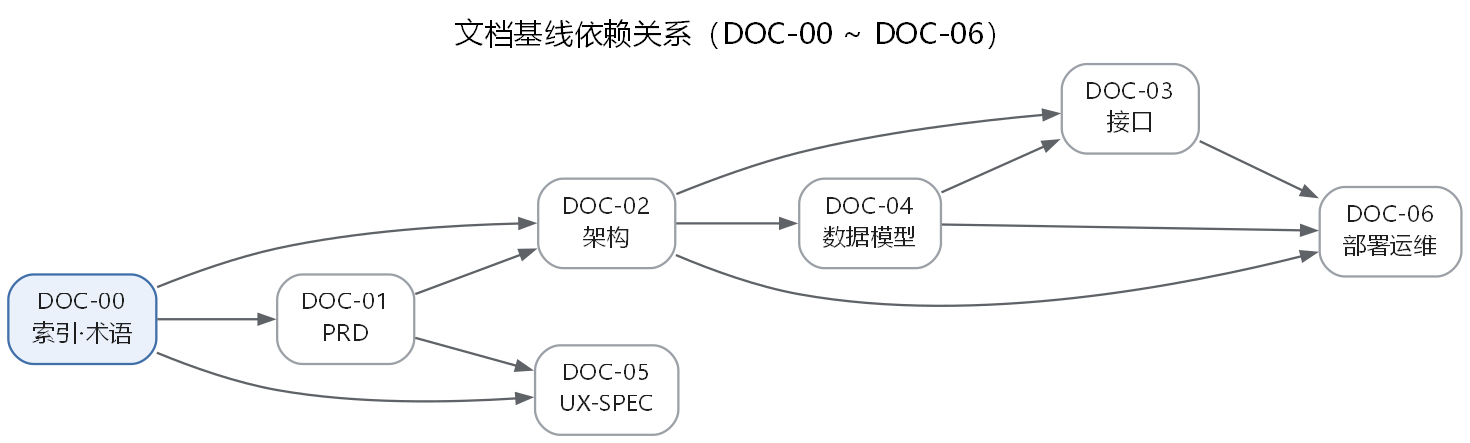 文档基线依赖关系（DOC-00 ~ DOC-06）
DOC-00
索引·术语
DOC-01
PRD
DOC-02
架构
DOC-05
UX-SPEC
DOC-04
数据模型
DOC-03
接口
DOC-06
部署运维